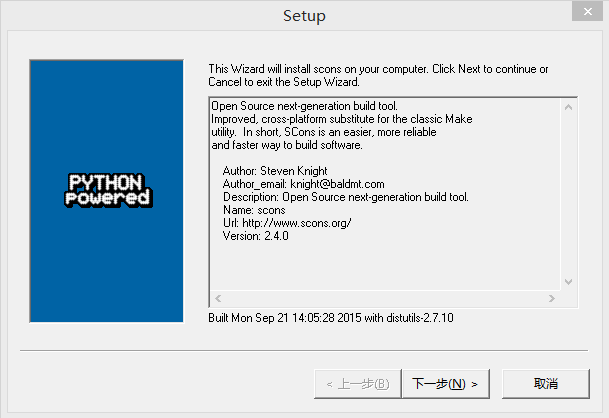 Setup
This Wizard will install scons on your computer. Click Next to continue or
Cancel to exit the Setup Wizard.
Open Source next-generation build tool.
Improved, cross-platform substitute for the classic Make
utility.  In short, SCons is an easier, more reliable
and faster way to build software.
Author: Steven Knight
Author_email: knight@baldmt.com
Description: Open Source next-generation build tool.
Name: scons
Url: http://www.scons.org/
Version: 2.4.0
PYTHON
powered
Built Mon Sep 21 14:05:28 2015 with distutils-2.7.10
< 上一步(B)
下一步(N) >
取消